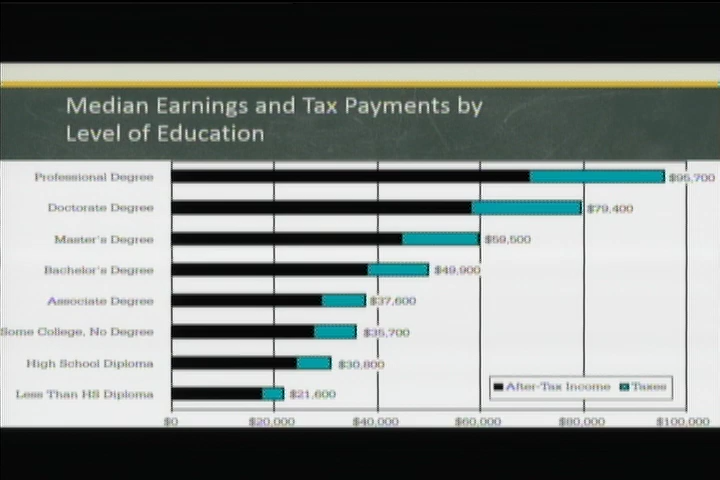 Median Earnings and Tax Payments by
Level of Education
Professional Degree $95,700
Doctorate Degree $79,400
Master's Degree $59,500
Bachelor's Degree $49,900
Associate Degree $37,600
Some College, No Degree $35,700
High School Diploma $30,800
Less Than HS Diploma $21,600
After-Tax Income Taxes
$0 $20,000 $40,000 $60,000 $80,000 $100,000